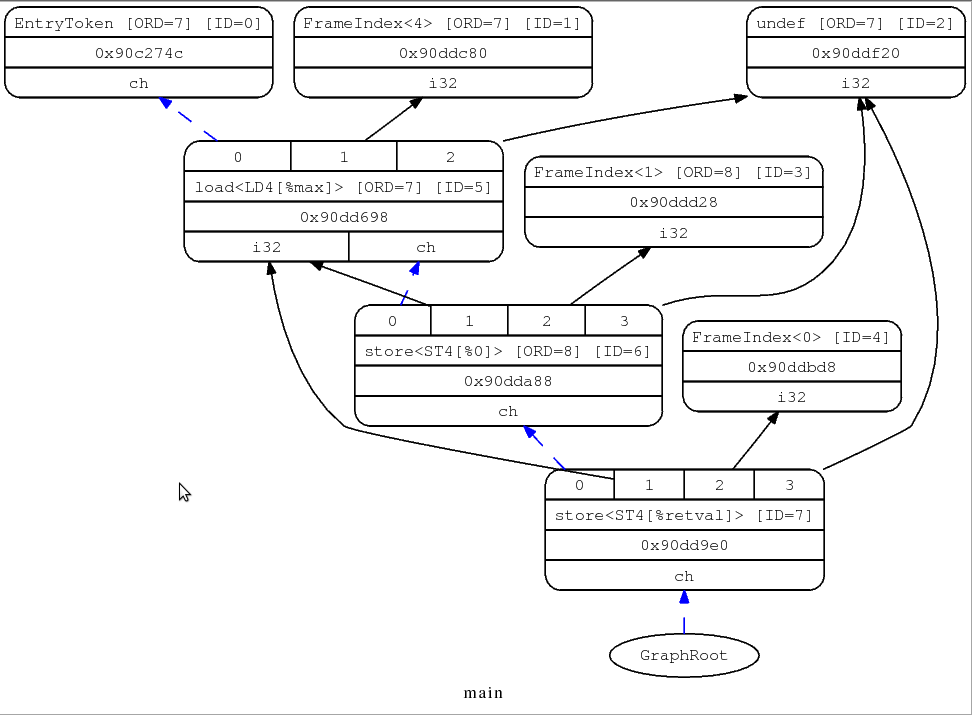 EntryToken [ORD=7] [ID=0]
0x90c274c
ch
FrameIndex<4> [ORD=7] [ID=1]
0x90ddc80
i32
undef [ORD=7] [ID=2]
0x90ddf20
i32
0 1 2
load<LD4[%max]> [ORD=7] [ID=5]
0x90dd698
i32 ch
FrameIndex<1> [ORD=8] [ID=3]
0x90ddd28
i32
0 1 2 3
store<ST4[%0]> [ORD=8] [ID=6]
0x90dda88
ch
FrameIndex<0> [ID=4]
0x90ddbd8
i32
0 1 2 3
store<ST4[%retval]> [ID=7]
0x90dd9e0
ch
GraphRoot
main